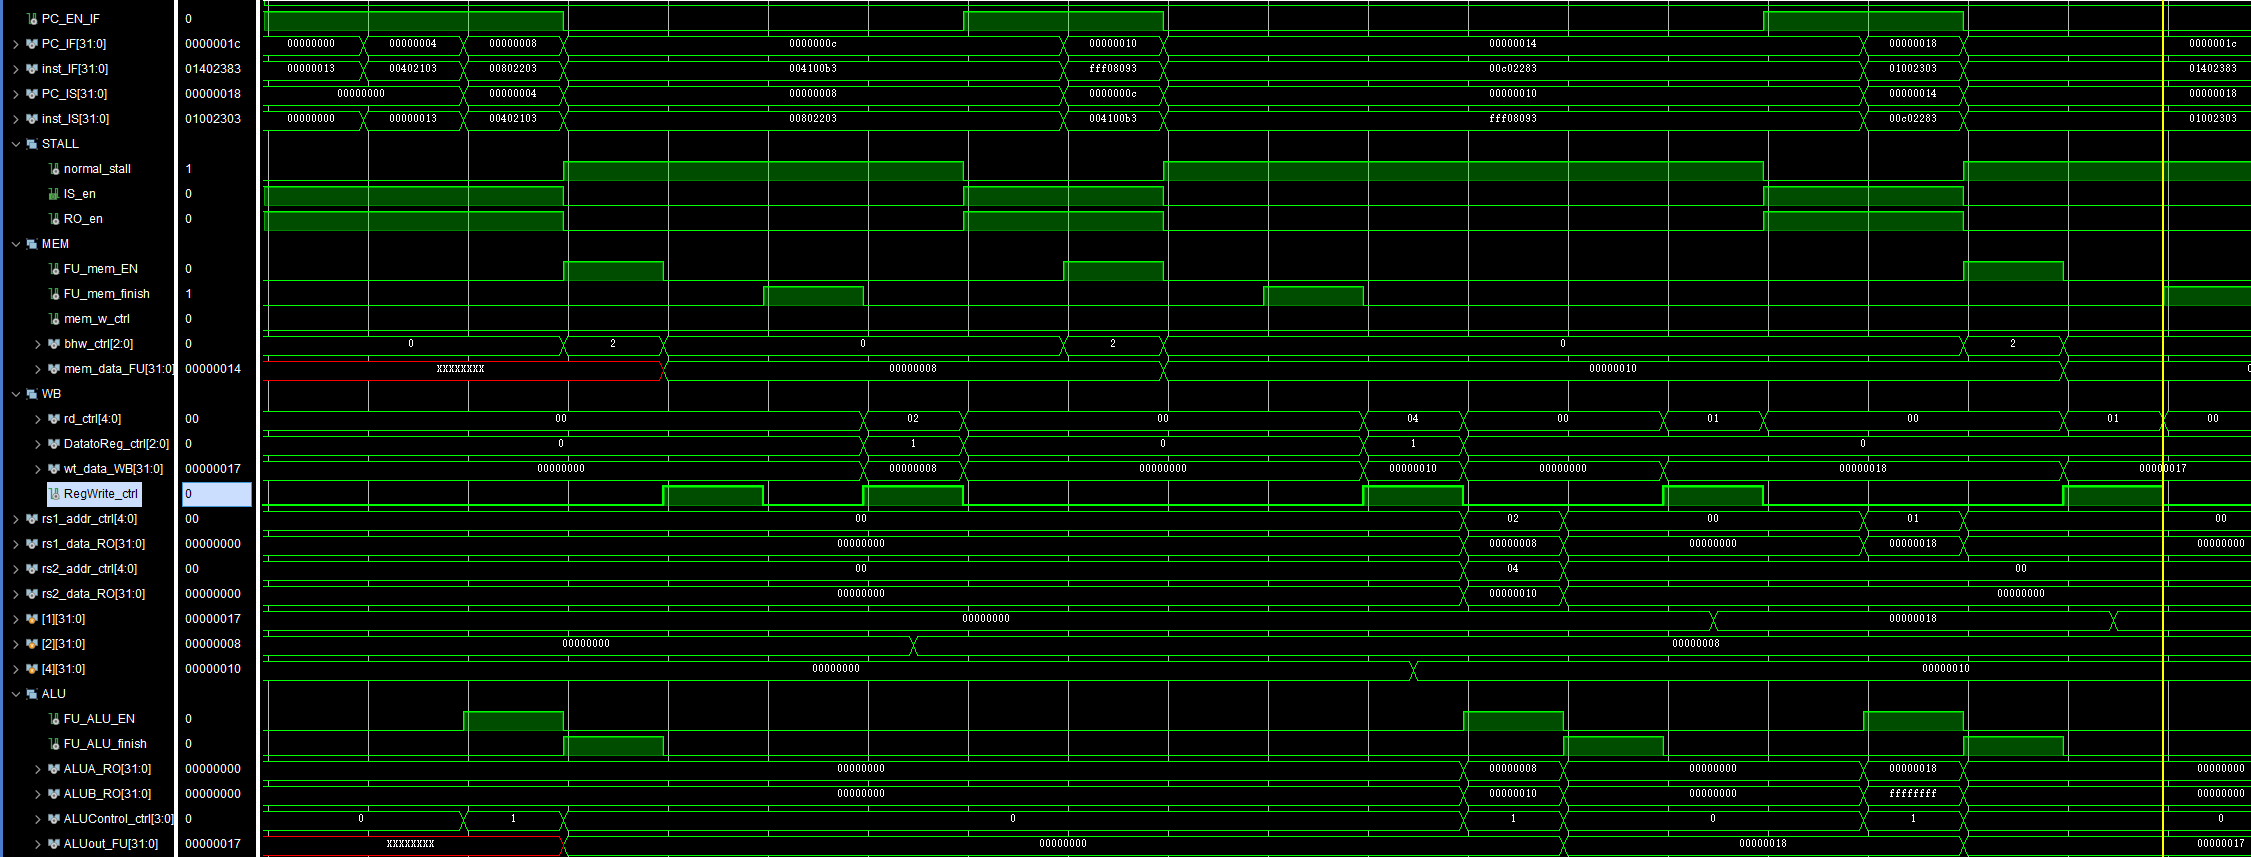 PC_EN_IF 0
PC_IF[31:0] 0000001c 00000000 00000004 00000008 0000000c 00000010 00000014 00000018 0000001c
inst_IF[31:0] 01402383 00000013 00402103 00802203 004100b3 fff08093 00c02283 01002303 01402383
PC_IS[31:0] 00000018 00000000 00000004 00000008 0000000c 00000010 00000014 00000018
inst_IS[31:0] 01002303 00000000 00000013 00402103 00802203 004100b3 fff08093 00c02283 01002303
STALL
normal_stall 1
IS_en 0
RO_en 0
MEM
FU_mem_EN 0
FU_mem_finish 1
mem_w_ctrl 0
bhw_ctrl[2:0] 0 0 2 0 2 0 2
mem_data_FU[31:0] 00000014 XXXXXXXX 00000008 00000010 0
WB
rd_ctrl[4:0] 00 00 02 00 04 00 01 00 01 00
DatatoReg_ctrl[2:0] 0 0 1 0 1 0
wt_data_WB[31:0] 00000017 00000000 00000008 00000000 00000010 00000000 00000018 00000017
RegWrite_ctrl 0
rs1_addr_ctrl[4:0] 00 00 02 00 01 00
rs1_data_RO[31:0] 00000000 00000000 00000008 00000000 00000018 00000000
rs2_addr_ctrl[4:0] 00 00 04 00
rs2_data_RO[31:0] 00000000 00000000 00000010 00000000
[1][31:0] 00000017 00000000 00000018
[2][31:0] 00000008 00000000 00000008
[4][31:0] 00000010 00000000 00000010
ALU
FU_ALU_EN 0
FU_ALU_finish 0
ALUA_RO[31:0] 00000000 00000000 00000008 00000000 00000018 00000000
ALUB_RO[31:0] 00000000 00000000 00000010 00000000 ffffffff 00000000
ALUControl_ctrl[3:0] 0 0 1 0 1 0 1 0
ALUout_FU[31:0] 00000017 XXXXXXXX 00000000 00000018 00000017